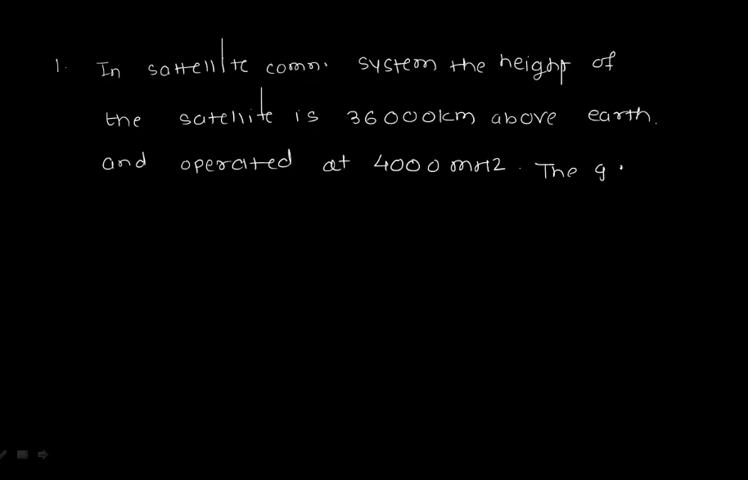 1. In sattellite comm. system the height of
the satellite is 36000km above earth.
and operated at 4000 mHz. The g